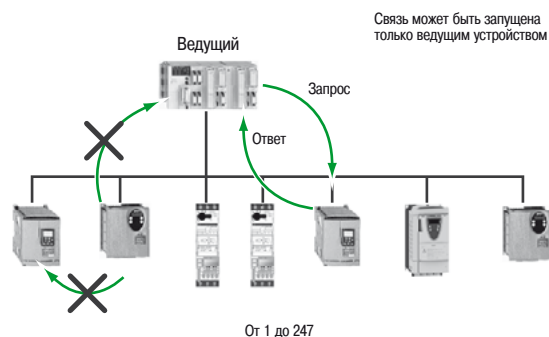 Связь может быть запущена
только ведущим устройством
Ведущий
Запрос
Ответ
От 1 до 247